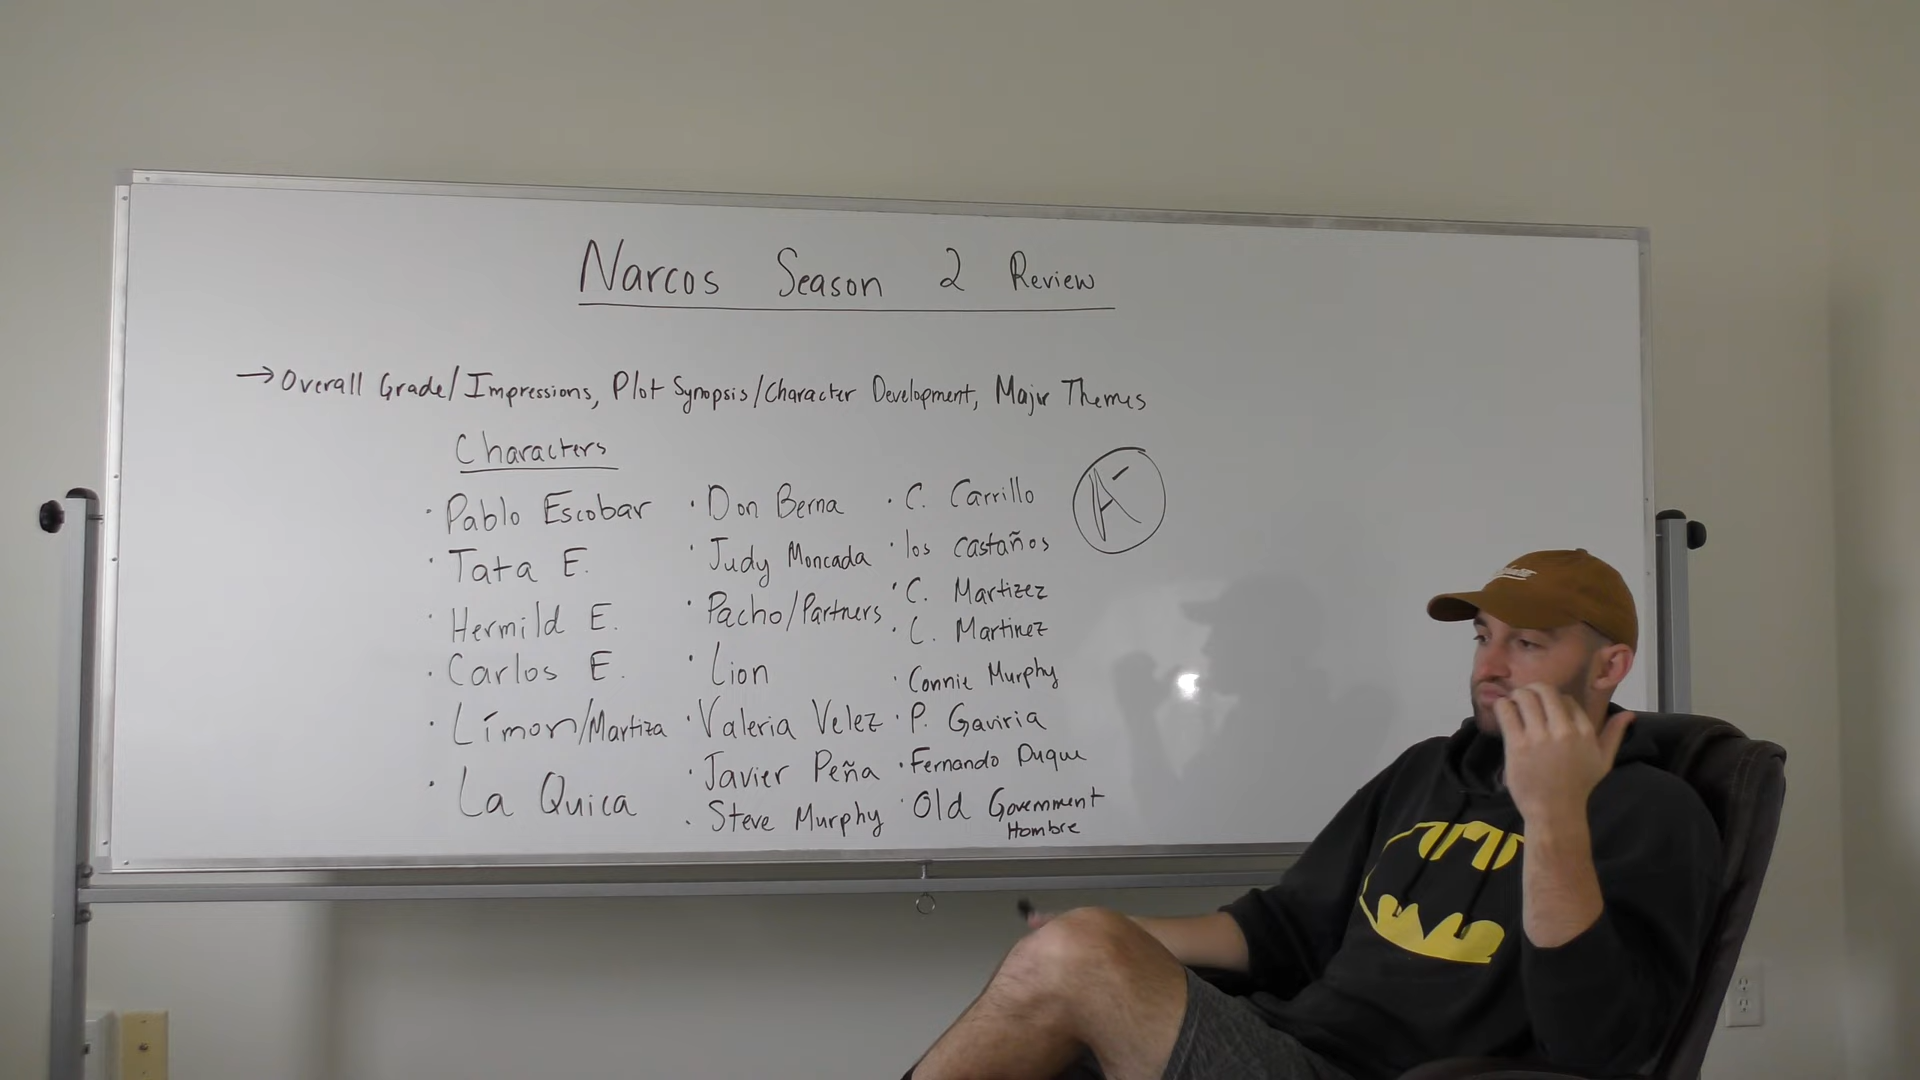 Narcos Season 2 Review
→ Overall Grade/Impressions, Plot Synopsis/Character Development, Major Themes
Characters
· Pablo Escobar
· Tata E.
· Hermild E.
· Carlos E.
· Límon/Martiza
· La Quica
· Don Berna
· Judy Moncada
· Pacho/Partners
· Lion
· Valeria Velez
· Javier Peña
· Steve Murphy
· C. Carrillo
· los castaños
· C. Martizez
· C. Martinez
· Connie Murphy
· P. Gaviria
· Fernando Duque
· Old Government
Hombre
A-